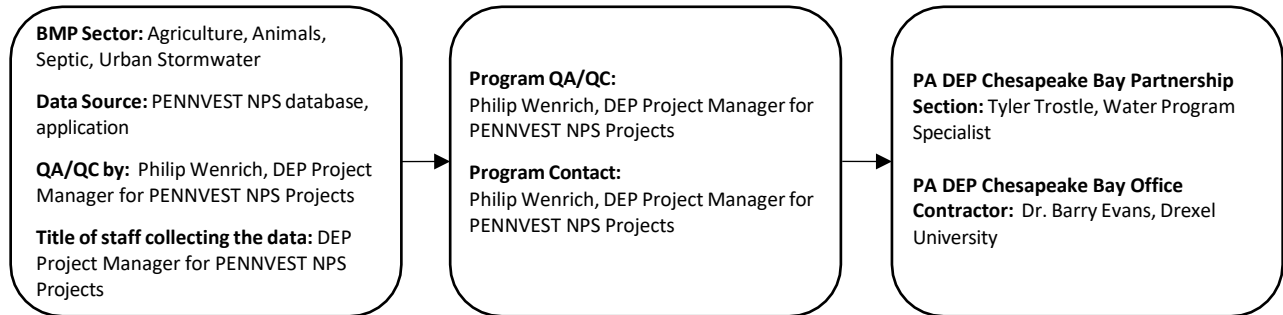 BMP Sector: Agriculture, Animals,
Septic, Urban Stormwater
Data Source: PENNVEST NPS database,
application
QA/QC by: Philip Wenrich, DEP Project
Manager for PENNVEST NPS Projects
Title of staff collecting the data: DEP
Project Manager for PENNVEST NPS
Projects
Program QA/QC:
Philip Wenrich, DEP Project Manager for
PENNVEST NPS Projects
Program Contact:
Philip Wenrich, DEP Project Manager for
PENNVEST NPS Projects
PA DEP Chesapeake Bay Partnership
Section: Tyler Trostle, Water Program
Specialist
PA DEP Chesapeake Bay Office
Contractor: Dr. Barry Evans, Drexel
University